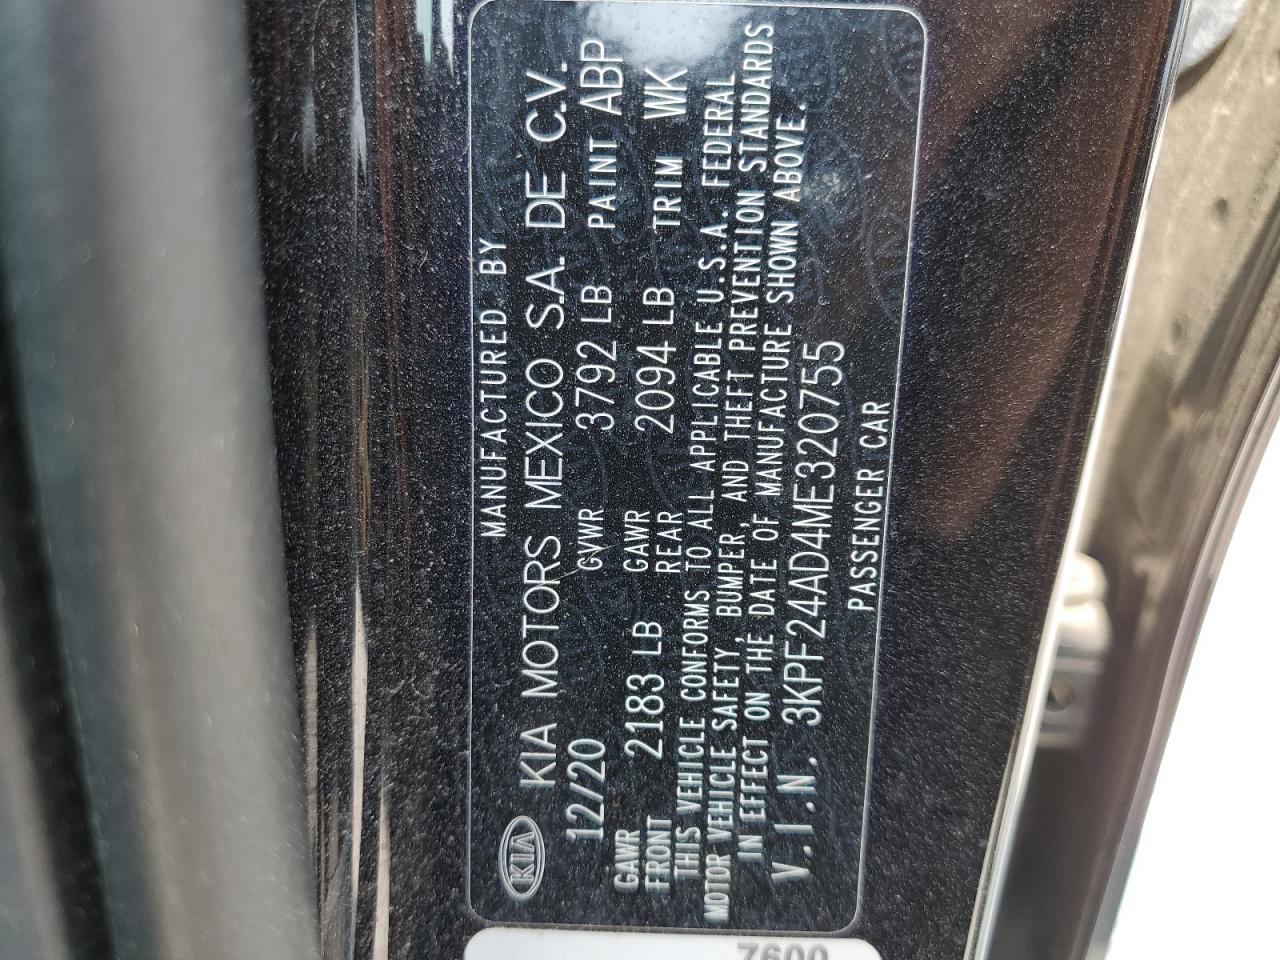 MANUFACTURED BY
KIA KIA MOTORS MEXICO S.A. DE C.V.
12/20 GVWR 3792 LB PAINT ABP
GAWR FRONT 2183 LB GAWR REAR 2094 LB TRIM WK
THIS VEHICLE CONFORMS TO ALL APPLICABLE U.S.A. FEDERAL
MOTOR VEHICLE SAFETY, BUMPER, AND THEFT PREVENTION STANDARDS
IN EFFECT ON THE DATE OF MANUFACTURE SHOWN ABOVE.
V.I.N. 3KPF24AD4ME320755
PASSENGER CAR
7600